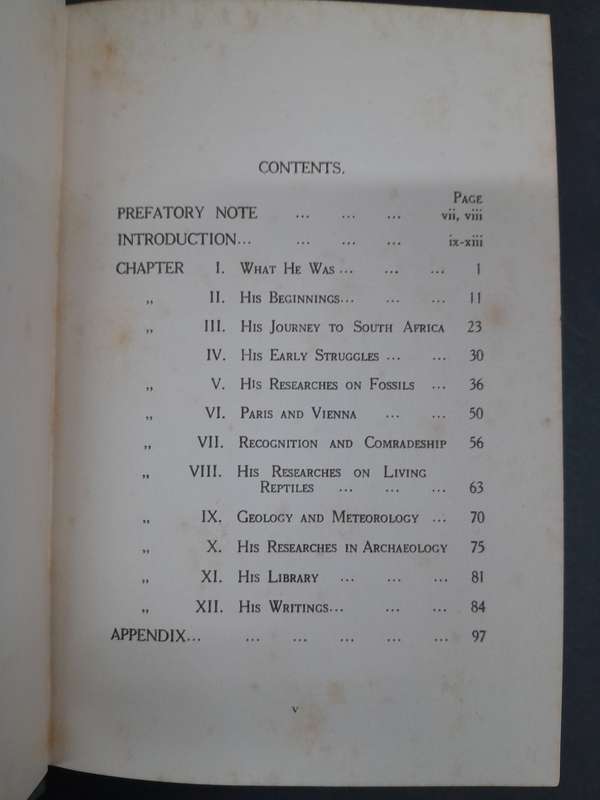 CONTENTS.
PAGE
PREFATORY NOTE ... ... ... vii, viii
INTRODUCTION... ... ... ... ix-xiii
CHAPTER I. WHAT HE WAS ... ... ... 1
„ II. HIS BEGINNINGS... ... ... 11
„ III. HIS JOURNEY TO SOUTH AFRICA 23
IV. HIS EARLY STRUGGLES ... ... 30
„ V. HIS RESEARCHES ON FOSSILS ... 36
„ VI. PARIS AND VIENNA ... ... 50
„ VII. RECOGNITION AND COMRADESHIP 56
„ VIII. HIS RESEARCHES ON LIVING
REPTILES ... ... ... 63
„ IX. GEOLOGY AND METEOROLOGY ... 70
„ X. HIS RESEARCHES IN ARCHAEOLOGY 75
„ XI. HIS LIBRARY ... ... ... 81
„ XII. HIS WRITINGS... ... ... 84
APPENDIX... ... ... ... ... ... 97
v